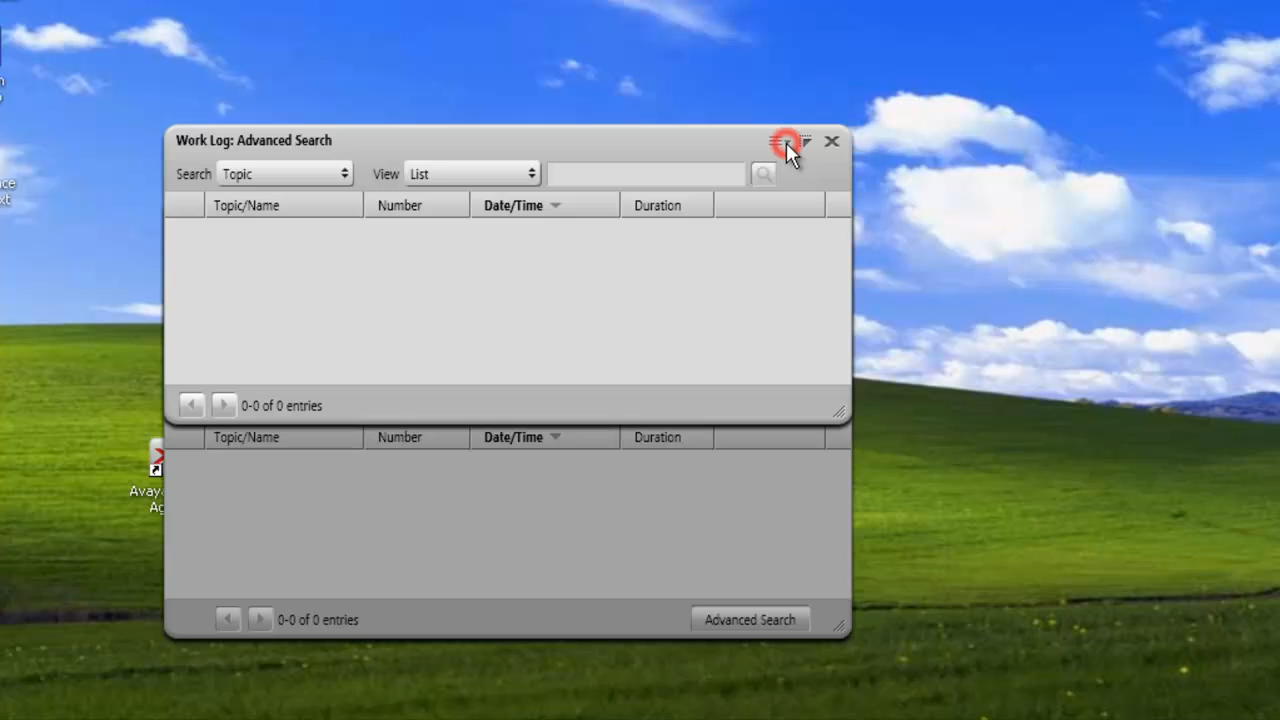 Work Log: Advanced Search
Search Topic View List
Topic/Name Number Date/Time Duration
0-0 of 0 entries
Topic/Name Number Date/Time Duration
0-0 of 0 entries Advanced Search